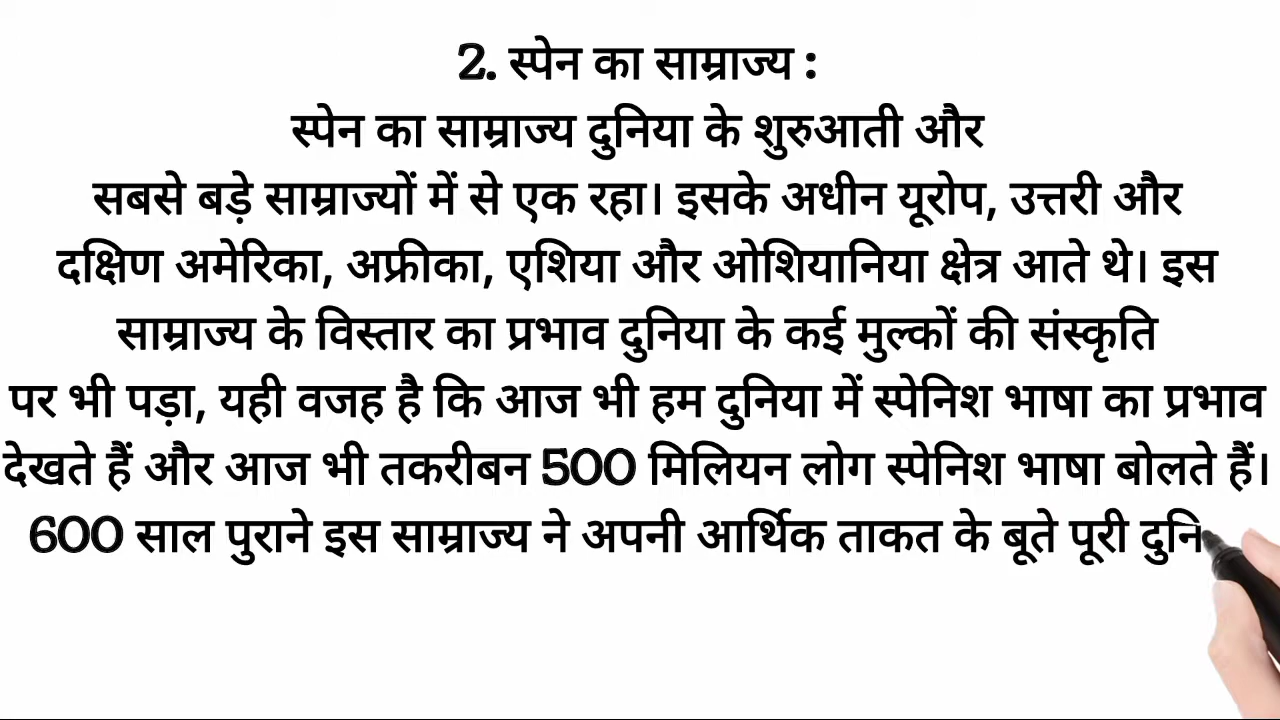 2. स्पेन का साम्राज्य :
स्पेन का साम्राज्य दुनिया के शुरुआती और
सबसे बड़े साम्राज्यों में से एक रहा। इसके अधीन यूरोप, उत्तरी और
दक्षिण अमेरिका, अफ्रीका, एशिया और ओशियानिया क्षेत्र आते थे। इस
साम्राज्य के विस्तार का प्रभाव दुनिया के कई मुल्कों की संस्कृति
पर भी पड़ा, यही वजह है कि आज भी हम दुनिया में स्पेनिश भाषा का प्रभाव
देखते हैं और आज भी तकरीबन 500 मिलियन लोग स्पेनिश भाषा बोलते हैं।
600 साल पुराने इस साम्राज्य ने अपनी आर्थिक ताकत के बूते पूरी दुनि